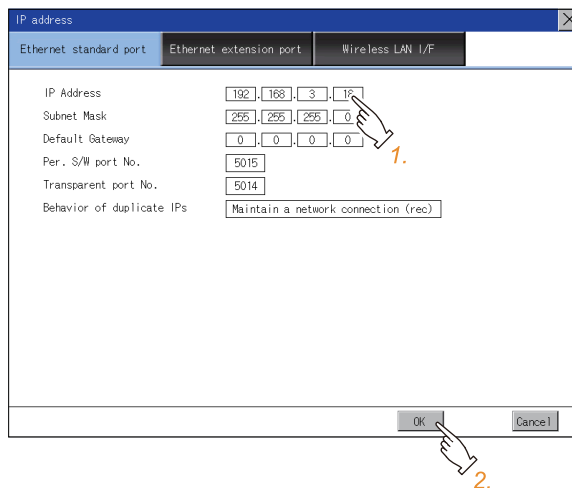 IP address
Ethernet standard port Ethernet extension port Wireless LAN I/F
IP Address 192 . 168 . 3 . 18
Subnet Mask 255 . 255 . 255 . 0
Default Gateway 0 . 0 . 0 . 0
Per. S/W port No. 5015
Transparent port No. 5014
Behavior of duplicate IPs Maintain a network connection (rec)
1.
OK Cancel
2.